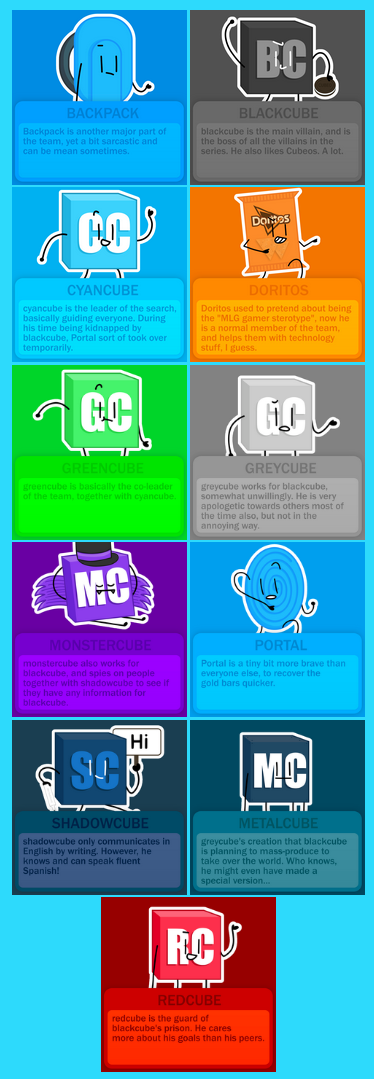 BACKPACK
Backpack is another major part of
the team, yet a bit sarcastic and
can be mean sometimes.
BC
BLACKCUBE
blackcube is the main villain, and is
the boss of all the villains in the
series. He also likes Cubeos. A lot.
CC
CYANCUBE
cyancube is the leader of the search,
basically guiding everyone. During
his time being kidnapped by
blackcube, Portal sort of took over
temporarily.
Doritos
DORITOS
Doritos used to pretend about being
the "MLG gamer sterotype", now he
is a normal member of the team,
and helps them with technology
stuff, I guess.
GC
GREENCUBE
greencube is basically the co-leader
of the team, together with cyancube.
GC
GREYCUBE
greycube works for blackcube,
somewhat unwillingly. He is very
apologetic towards others most of
the time also, but not in the
annoying way.
MC
MONSTERCUBE
monstercube also works for
blackcube, and spies on people
together with shadowcube to see if
they have any information for
blackcube.
PORTAL
Portal is a tiny bit more brave than
everyone else, to recover the
gold bars quicker.
Hi
SC
SHADOWCUBE
shadowcube only communicates in
English by writing. However, he
knows and can speak fluent
Spanish!
MC
METALCUBE
greycube's creation that blackcube
is planning to mass-produce to
take over the world. Who knows,
he might even have made a
special version...
RC
REDCUBE
redcube is the guard of
blackcube's prison. He cares
more about his goals than his peers.